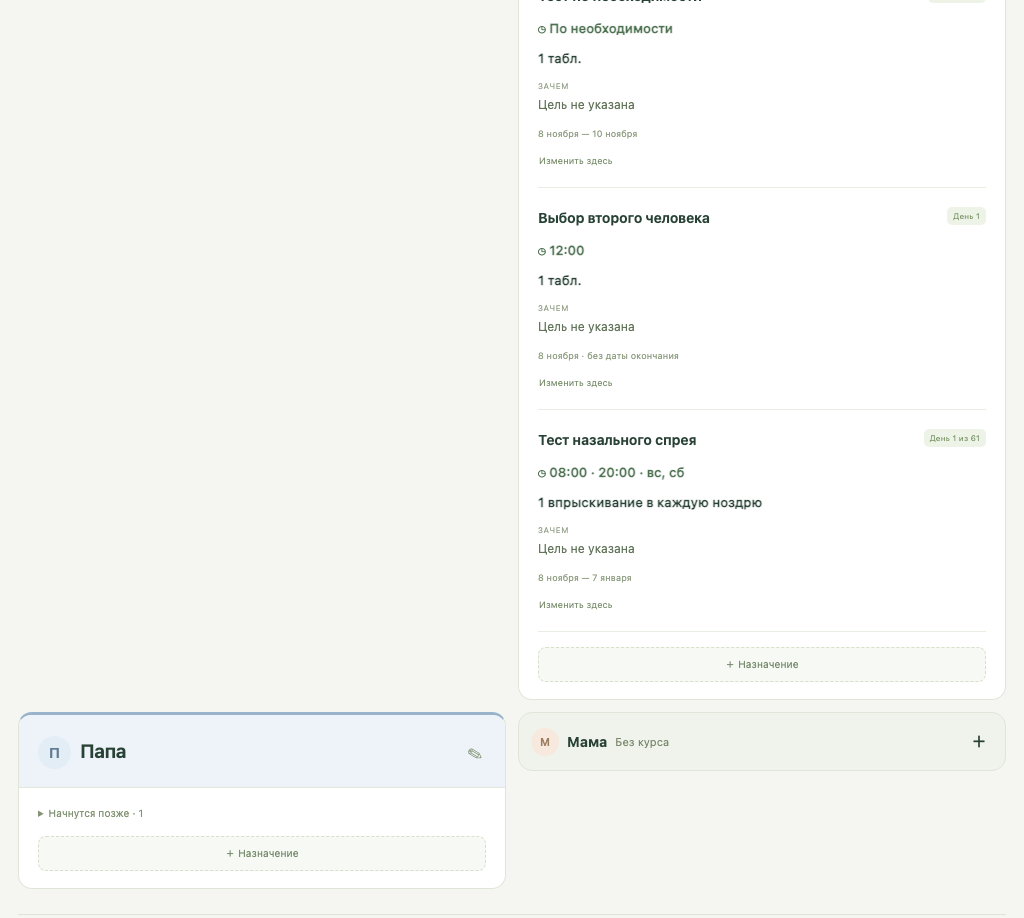 По необходимости
1 табл.
ЗАЧЕМ
Цель не указана
8 ноября — 10 ноября
Изменить здесь
Выбор второго человека
День 1
12:00
1 табл.
ЗАЧЕМ
Цель не указана
8 ноября · без даты окончания
Изменить здесь
Тест назального спрея
День 1 из 61
08:00 · 20:00 · вс, сб
1 впрыскивание в каждую ноздрю
ЗАЧЕМ
Цель не указана
8 ноября — 7 января
Изменить здесь
+ Назначение
П Папа
Начнутся позже · 1
+ Назначение
М Мама Без курса +